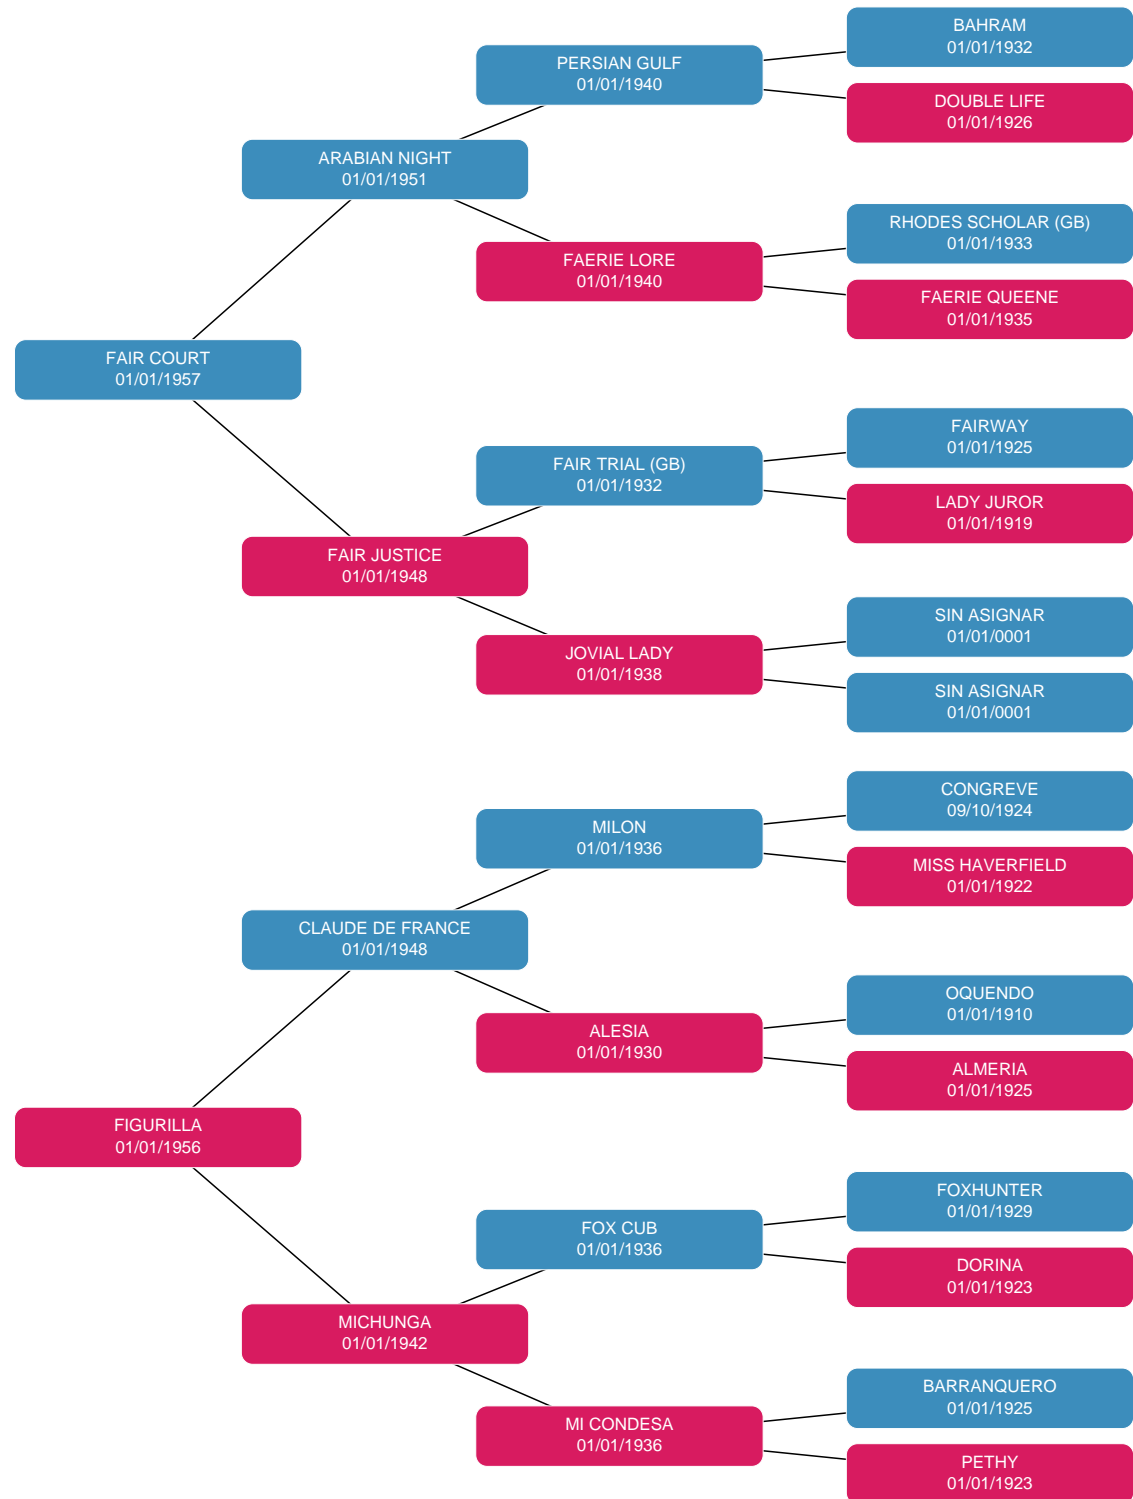 BAHRAM
01/01/1932
PERSIAN GULF
01/01/1940
DOUBLE LIFE
01/01/1926
ARABIAN NIGHT
01/01/1951
RHODES SCHOLAR (GB)
01/01/1933
FAERIE LORE
01/01/1940
FAERIE QUEENE
01/01/1935
FAIR COURT
01/01/1957
FAIRWAY
01/01/1925
FAIR TRIAL (GB)
01/01/1932
LADY JUROR
01/01/1919
FAIR JUSTICE
01/01/1948
SIN ASIGNAR
01/01/0001
JOVIAL LADY
01/01/1938
SIN ASIGNAR
01/01/0001
CONGREVE
09/10/1924
MILON
01/01/1936
MISS HAVERFIELD
01/01/1922
CLAUDE DE FRANCE
01/01/1948
OQUENDO
01/01/1910
ALESIA
01/01/1930
ALMERIA
01/01/1925
FIGURILLA
01/01/1956
FOXHUNTER
01/01/1929
FOX CUB
01/01/1936
DORINA
01/01/1923
MICHUNGA
01/01/1942
BARRANQUERO
01/01/1925
MI CONDESA
01/01/1936
PETHY
01/01/1923